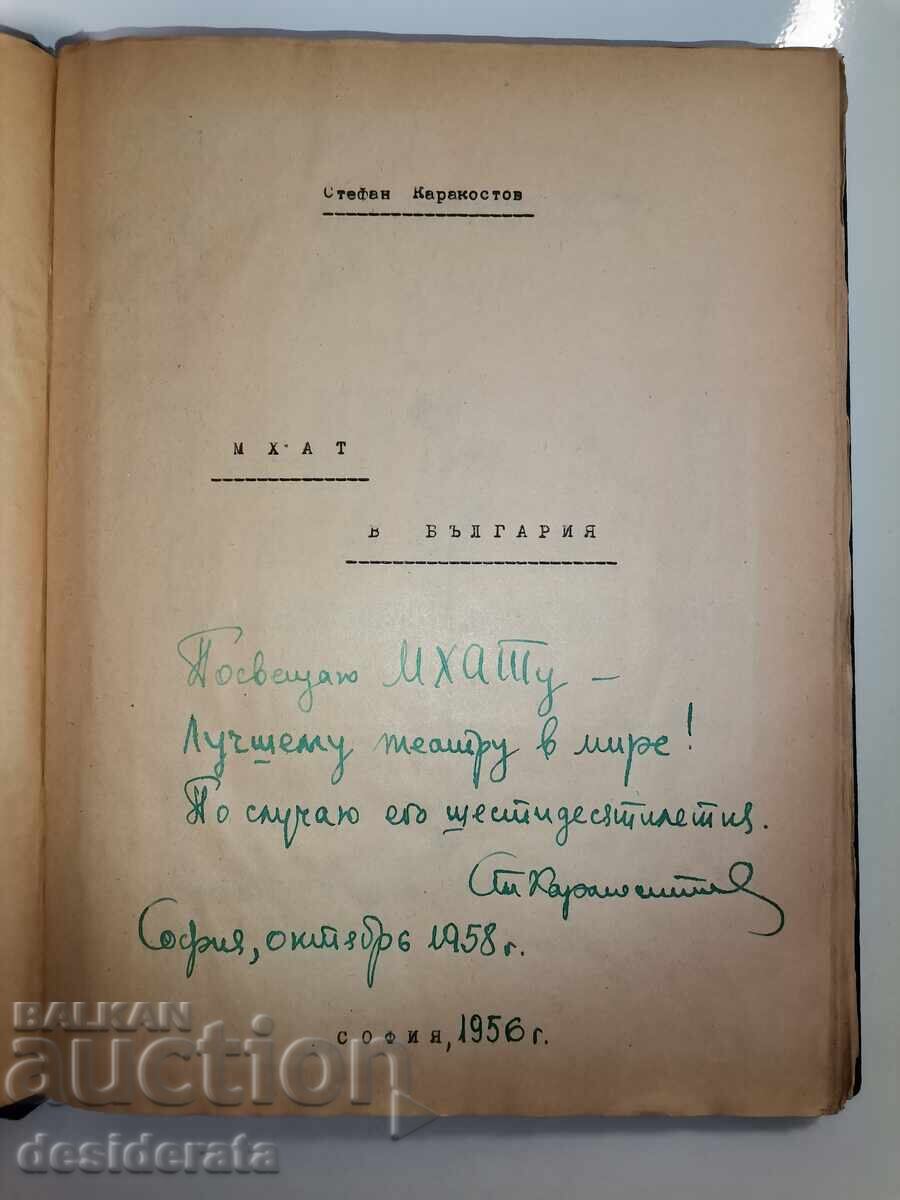 Стефан Каракостов
М Х А Т
В БЪЛГАРИЯ
Посвещаю МХАТу –
Лучшему театру в мире!
По случаю его шестидесятилетия.
Ст Каракостов
София, октябрь 1958 г.
СОФИЯ, 1956 г.
BALKAN
auction
desiderata